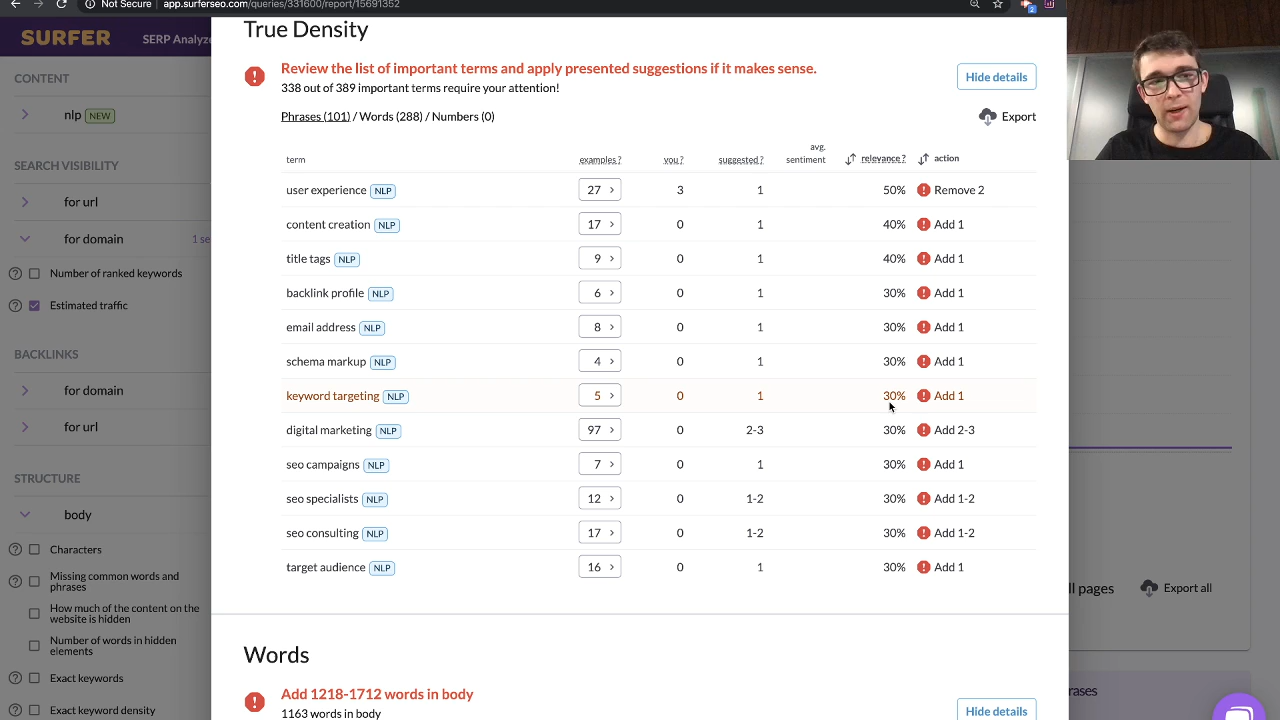 Not Secure app.surferseo.com/queries/331600/report/15691352
2
SURFER
SERP Analyze
CONTENT
nlp NEW
SEARCH VISIBILITY
for url
for domain
1 se
Number of ranked keywords
Estimated traffic
BACKLINKS
for domain
for url
STRUCTURE
body
Characters
Missing common words and
phrases
How much of the content on the
website is hidden
Number of
elements
Exact keywords
Exact keyword density
True Density
Review the list of important terms and apply presented suggestions if it makes sense.
338 out of 389 important terms require your attention!
Hide details
Phrases (101) / Words (288) / Numbers (0)
Export
term examples ? you ? suggested ? avg. sentiment relevance ? action
user experience NLP 27 > 3 1 50% ! Remove 2
content creation NLP 17 > 0 1 40% ! Add 1
title tags NLP 9 > 0 1 40% ! Add 1
backlink profile NLP 6 > 0 1 30% ! Add 1
email address NLP 8 > 0 1 30% ! Add 1
schema markup NLP 4 > 0 1 30% ! Add 1
keyword targeting NLP 5 > 0 1 30% ! Add 1
digital marketing NLP 97 > 0 2-3 30% ! Add 2-3
seo campaigns NLP 7 > 0 1 30% ! Add 1
seo specialists NLP 12 > 0 1-2 30% ! Add 1-2
seo consulting NLP 17 > 0 1-2 30% ! Add 1-2
target audience NLP 16 > 0 1 30% ! Add 1
Words
Add 1218-1712 words in body
1163 words in body
Hide details
ll pages
Export all
rases